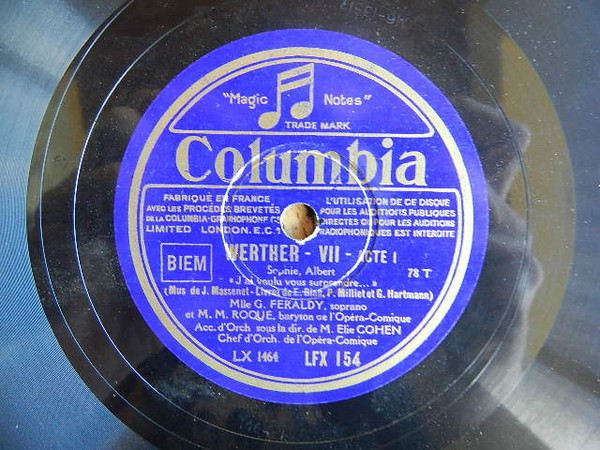 "Magic Notes"
TRADE MARK
Columbia
FABRIQUÉ EN FRANCE
AVEC LES PROCÉDÉS BREVETÉS
DE LA COLUMBIA-GRAPHOPHONE
LIMITED LONDON. E.C.1
L'UTILISATION DE CE DISQUE
POUR LES AUDITIONS PUBLIQUES
DIRECTES OU POUR LES AUDITIONS
RADIOPHONIQUES EST INTERDITE
BIEM
WERTHER - VII - ACTE I
Sophie, Albert
78 T
« J'ai voulu vous surprendre... »
(Mus de J. Massenet - Livret de E. Blau, P. Milliet et G. Hartmann)
Mlle G. FERALDY, soprano
et M. M. ROQUE, baryton de l'Opéra-Comique
Acc. d'Orch sous la dir. de M. Elie COHEN
Chef d'Orch. de l'Opéra-Comique
LX 1464 LFX 154